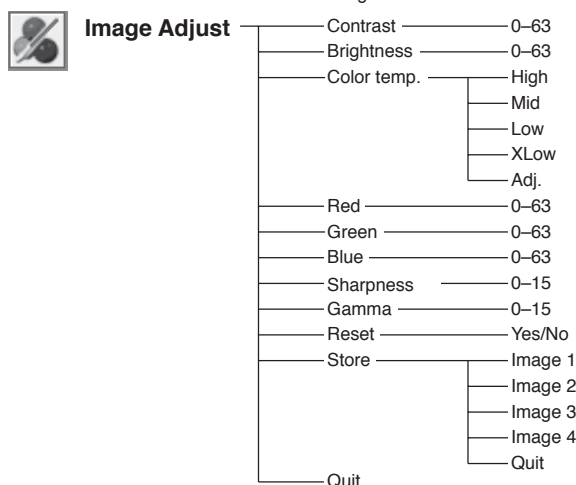 Image Adjust
Contrast 0–63
Brightness 0–63
Color temp. High
Mid
Low
XLow
Adj.
Red 0–63
Green 0–63
Blue 0–63
Sharpness 0–15
Gamma 0–15
Reset Yes/No
Store Image 1
Image 2
Image 3
Image 4
Quit
Quit